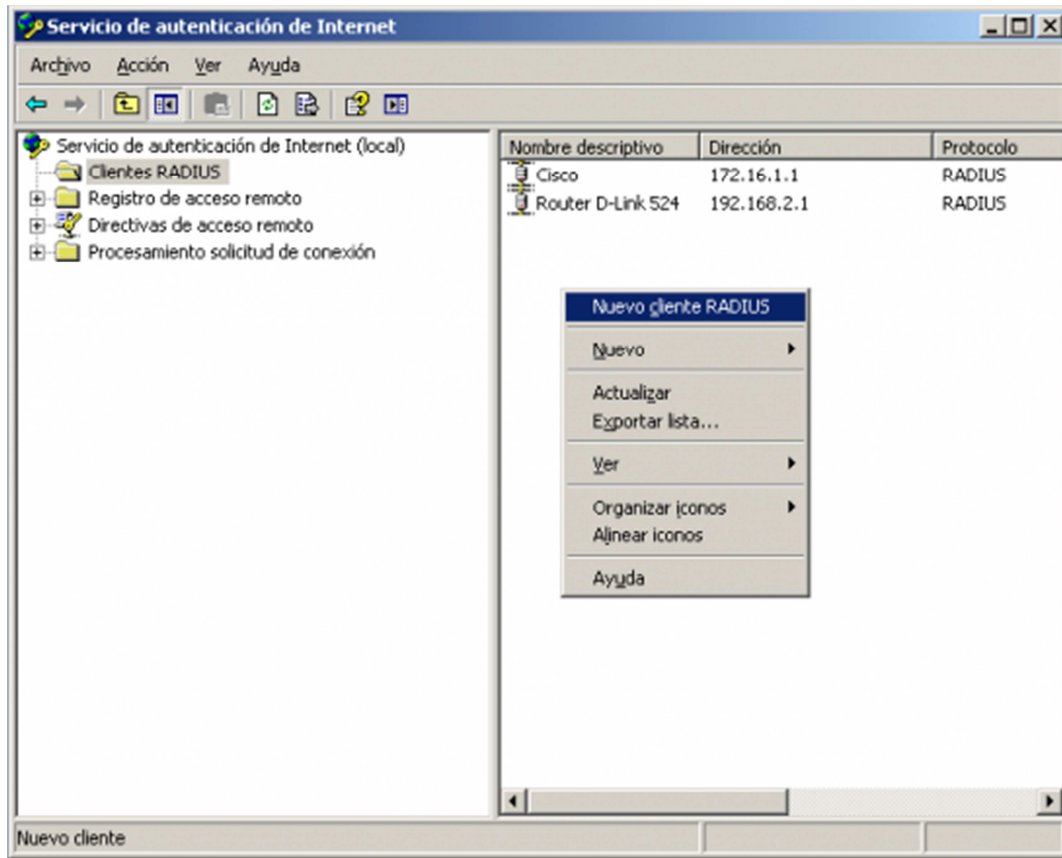 Servicio de autenticación de Internet
Archivo Acción Ver Ayuda
Servicio de autenticación de Internet (local)
Clientes RADIUS
Registro de acceso remoto
Directivas de acceso remoto
Procesamiento solicitud de conexión
Nombre descriptivo Dirección Protocolo
Cisco 172.16.1.1 RADIUS
Router D-Link 524 192.168.2.1 RADIUS
Nuevo cliente RADIUS
Nuevo
Actualizar
Exportar lista...
Ver
Organizar iconos
Alinear iconos
Ayuda
Nuevo cliente